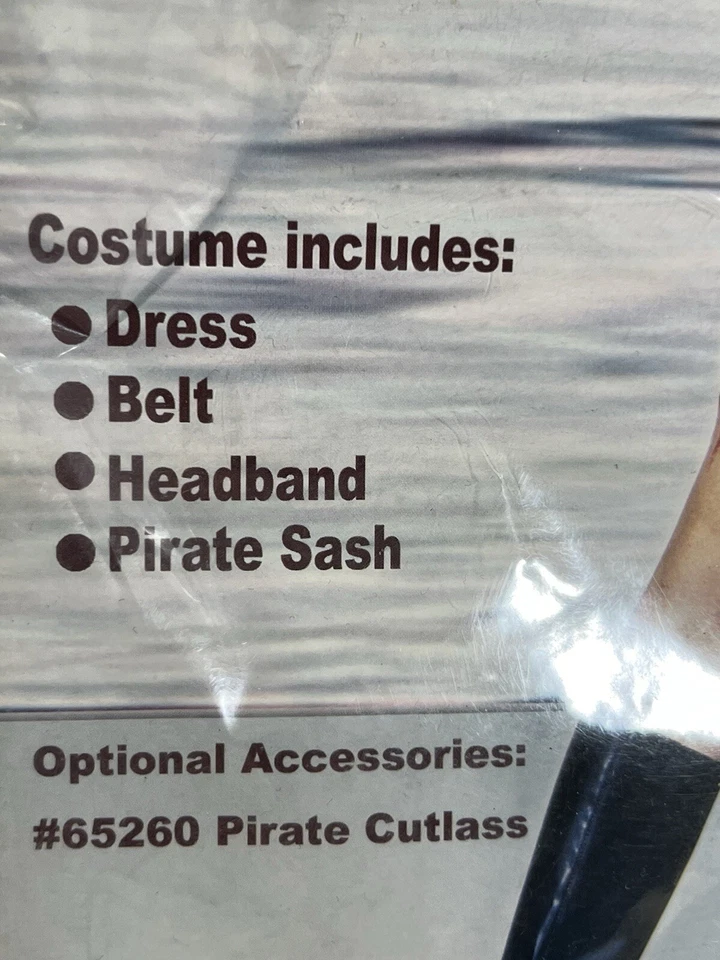 Costume includes:
● Dress
● Belt
● Headband
● Pirate Sash
Optional Accessories:
#65260 Pirate Cutlass